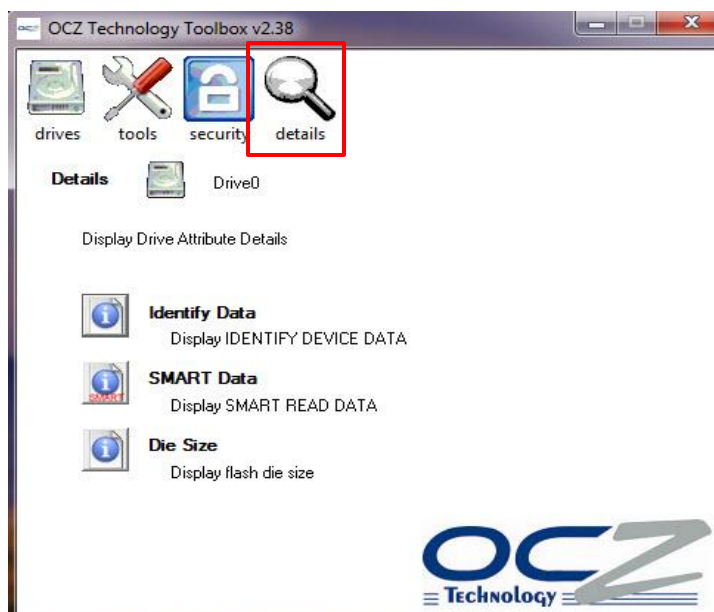 OCZ Technology Toolbox v2.38
drives tools security details
Details Drive0
Display Drive Attribute Details
Identify Data
Display IDENTIFY DEVICE DATA
SMART Data
Display SMART READ DATA
Die Size
Display flash die size
OCZ
Technology